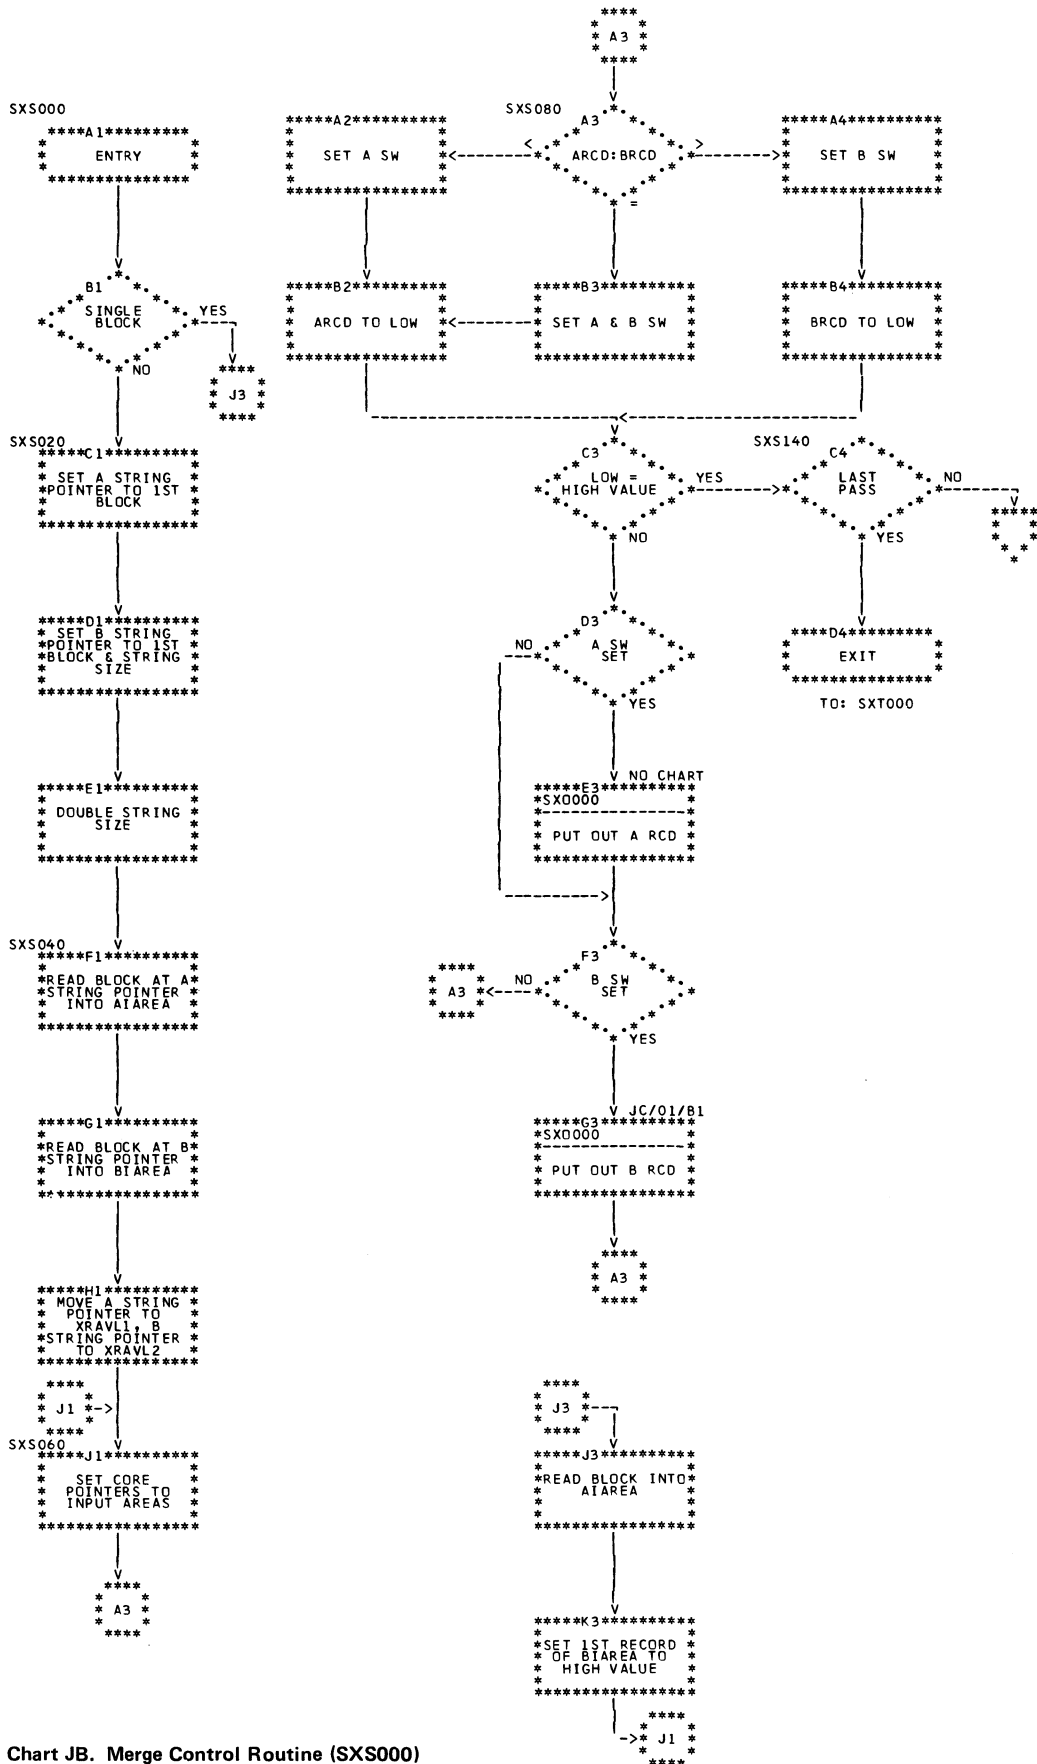 A3
SXS000
SXS080
****A1*********
ENTRY
*****A2**********
SET A SW
A3
ARCD:BRCD
<
>
=
*****A4**********
SET B SW
B1
SINGLE
BLOCK
YES
NO
J3
*****B2**********
ARCD TO LOW
*****B3**********
SET A & B SW
*****B4**********
BRCD TO LOW
SXS020
*****C1**********
SET A STRING
POINTER TO 1ST
BLOCK
C3
LOW =
HIGH VALUE
YES
NO
SXS140
C4
LAST
PASS
NO
YES
*****D1**********
SET B STRING
POINTER TO 1ST
BLOCK & STRING
SIZE
D3
A SW
SET
NO
YES
****D4*********
EXIT
TO: SXT000
*****E1**********
DOUBLE STRING
SIZE
NO CHART
*****E3**********
SXO000
PUT OUT A RCD
SXS040
*****F1**********
READ BLOCK AT A
STRING POINTER
INTO AIAREA
A3
NO
F3
B SW
SET
YES
*****G1**********
READ BLOCK AT B
STRING POINTER
INTO BIAREA
JC/01/B1
*****G3**********
SXO000
PUT OUT B RCD
A3
*****H1**********
MOVE A STRING
POINTER TO
XRAVL1, B
STRING POINTER
TO XRAVL2
J1
J3
SXS060
*****J1**********
SET CORE
POINTERS TO
INPUT AREAS
*****J3**********
READ BLOCK INTO
AIAREA
A3
*****K3**********
SET 1ST RECORD
OF BIAREA TO
HIGH VALUE
J1
Chart JB. Merge Control Routine (SXS000)